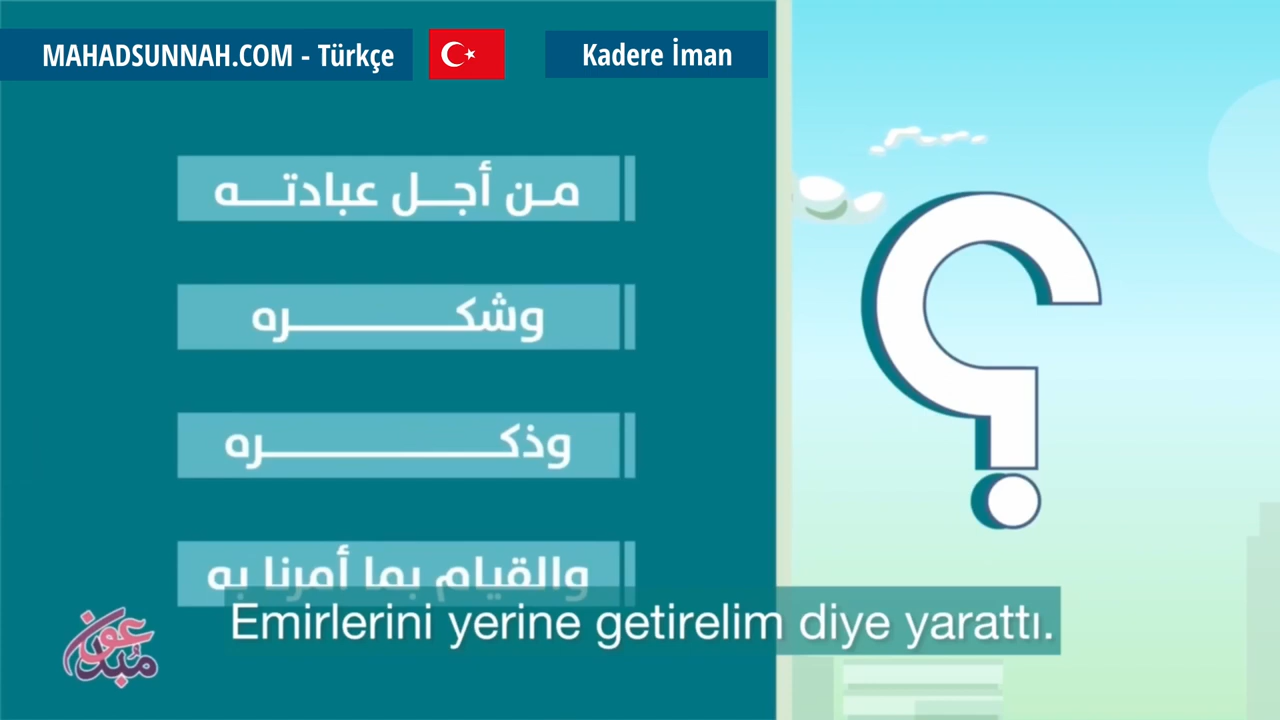 MAHADSUNNAH.COM - Türkçe
Kadere İman
من أجل عبادته
وشكره
وذكره
والقيام بما أمرنا به
Emirlerini yerine getirelim diye yarattı.
مبدعون